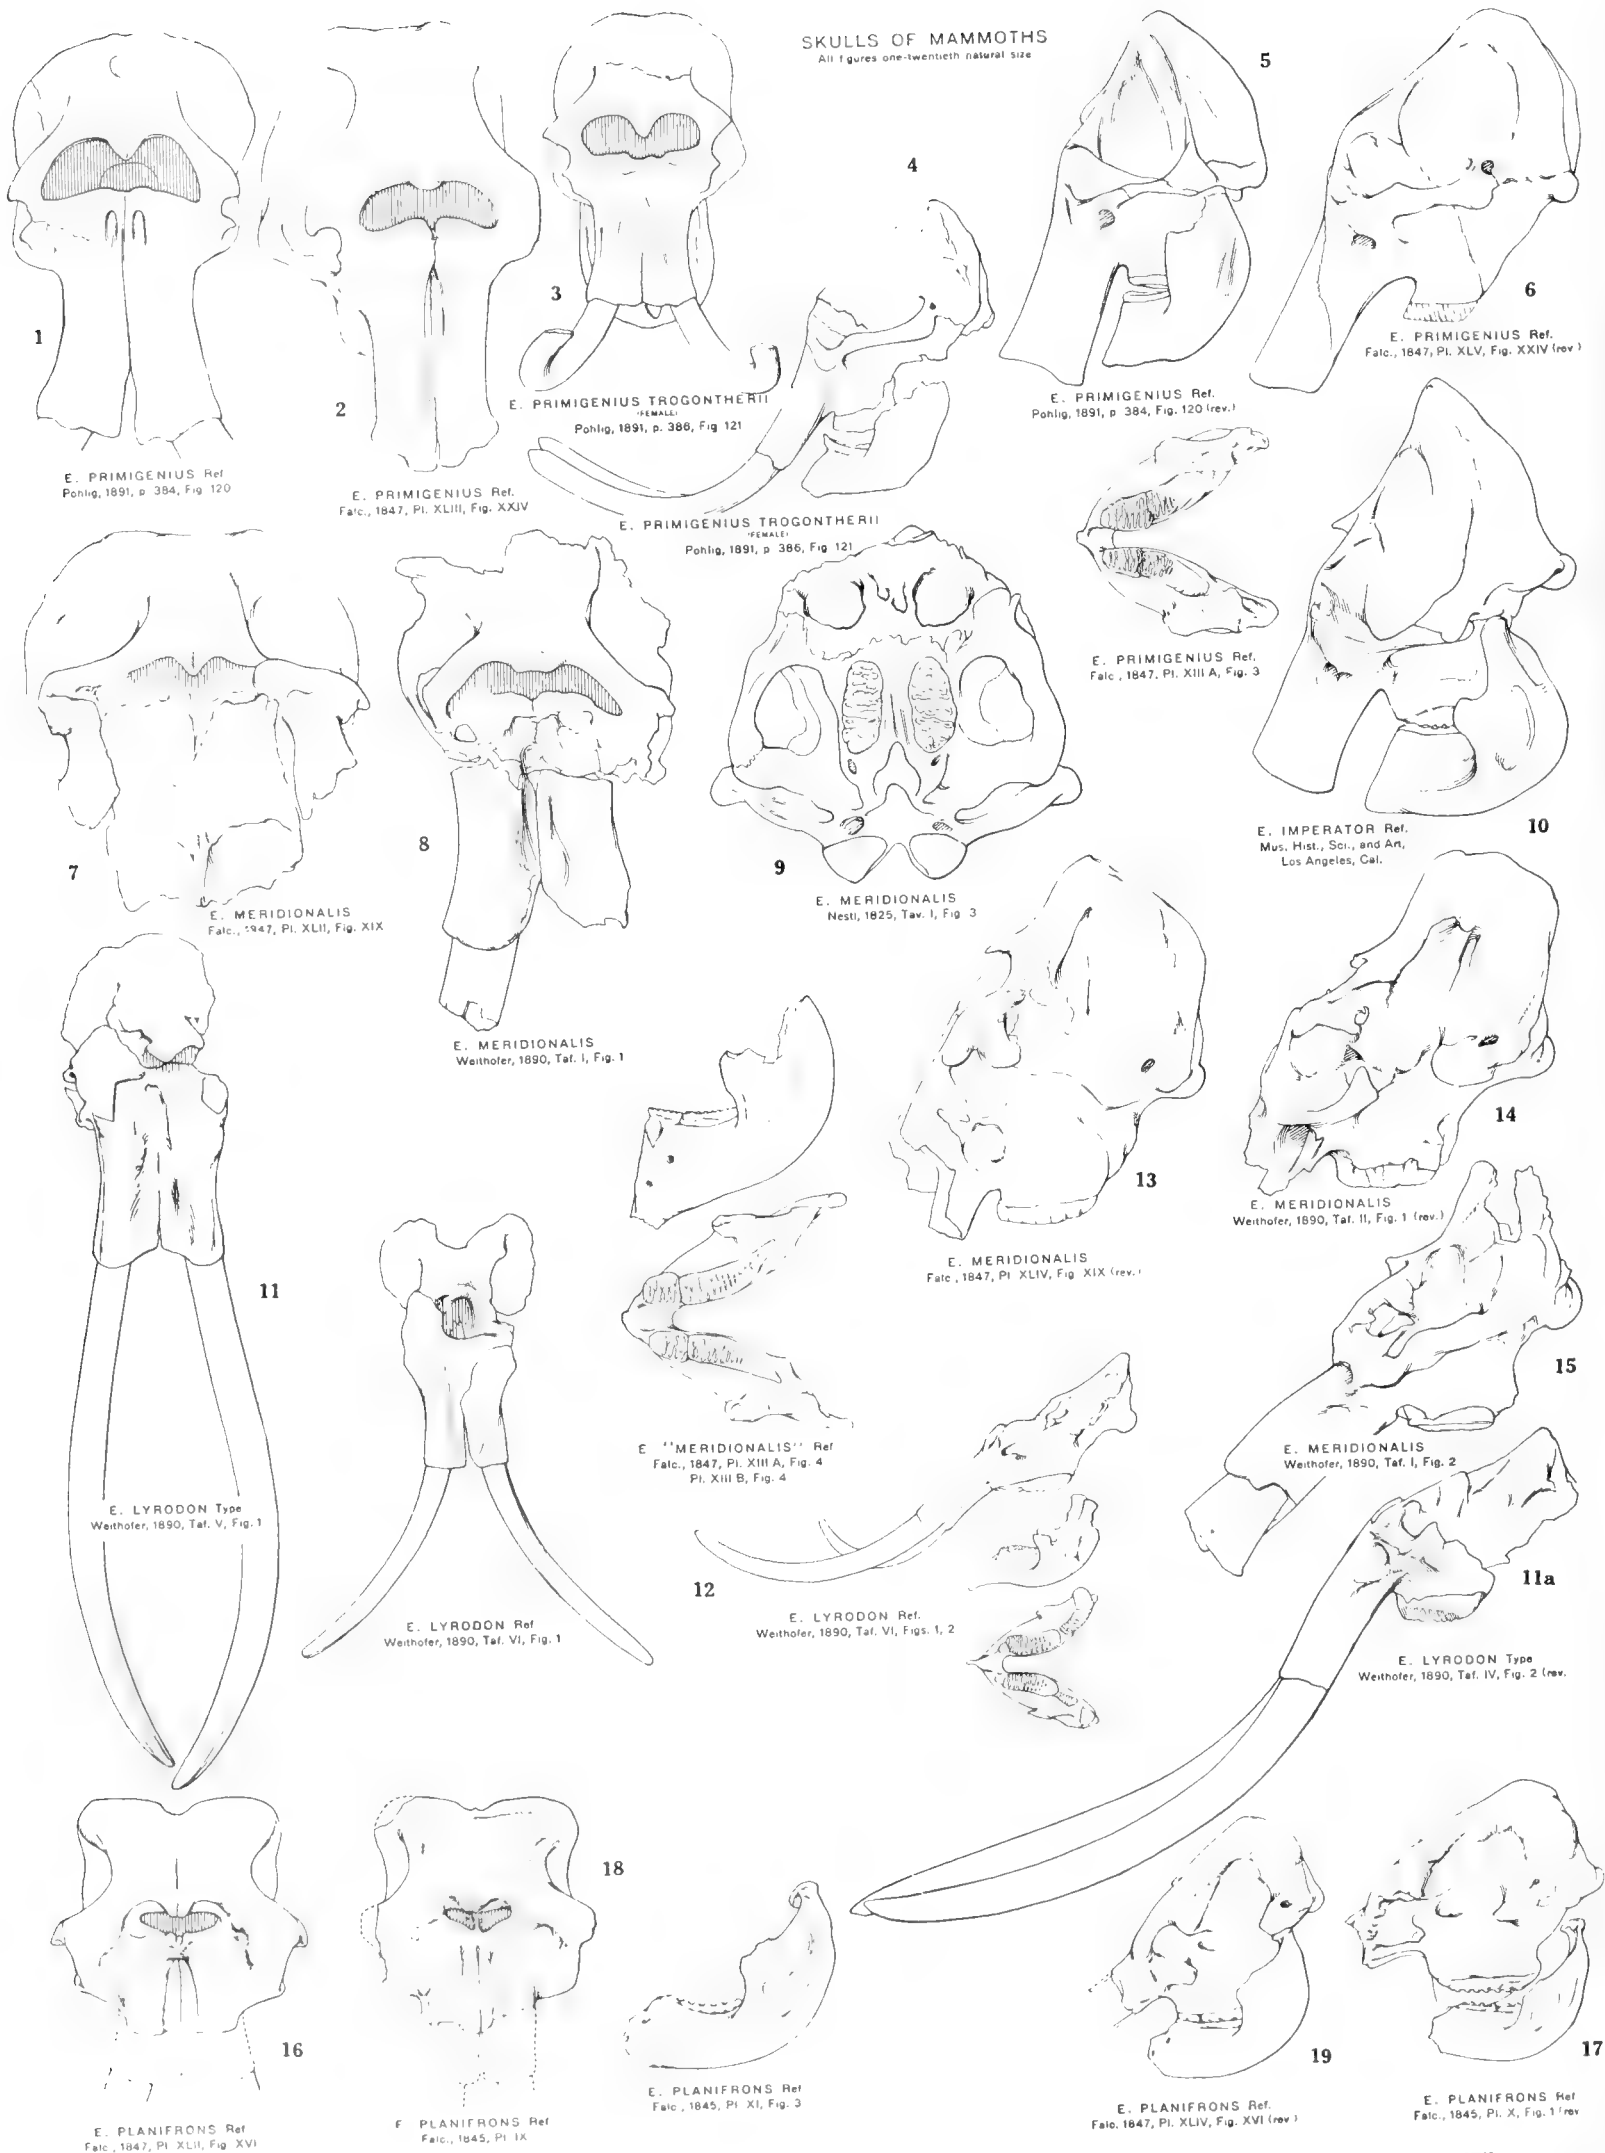 SKULLS OF MAMMOTHS
All figures one-twentieth natural size
1
E. PRIMIGENIUS Ref
Pohlig, 1891, p 384, Fig 120
2
E. PRIMIGENIUS Ref.
Falc., 1847, Pl. XLIII, Fig. XXIV
3
E. PRIMIGENIUS TROGONTHERII
(FEMALE)
Pohlig, 1891, p. 386, Fig 121
4
E. PRIMIGENIUS TROGONTHERII
(FEMALE)
Pohlig, 1891, p 386, Fig 121
5
E. PRIMIGENIUS Ref.
Pohlig, 1891, p 384, Fig. 120 (rev.)
6
E. PRIMIGENIUS Ref.
Falc., 1847, Pl. XLV, Fig. XXIV (rev.)
E. PRIMIGENIUS Ref.
Falc., 1847, Pl. XIII A, Fig. 3
7
E. MERIDIONALIS
Falc., 1947, Pl. XLII, Fig. XIX
8
E. MERIDIONALIS
Weithofer, 1890, Taf. I, Fig. 1
9
E. MERIDIONALIS
Nesti, 1825, Tav. I, Fig 3
10
E. IMPERATOR Ref.
Mus. Hist., Sci., and Art,
Los Angeles, Cal.
11
E. LYRODON Type
Weithofer, 1890, Taf. V, Fig. 1
E. LYRODON Ref
Weithofer, 1890, Taf. VI, Fig. 1
E "MERIDIONALIS" Ref
Falc., 1847, Pl. XIII A, Fig. 4
Pl. XIII B, Fig. 4
12
E. LYRODON Ref.
Weithofer, 1890, Taf. VI, Figs. 1, 2
13
E. MERIDIONALIS
Falc, 1847, Pl XLIV, Fig XIX (rev.)
14
E. MERIDIONALIS
Weithofer, 1890, Taf. II, Fig. 1 (rev.)
15
E. MERIDIONALIS
Weithofer, 1890, Taf. I, Fig. 2
11a
E. LYRODON Type
Weithofer, 1890, Taf. IV, Fig. 2 (rev.
16
E. PLANIFRONS Ref
Falc, 1847, Pl XLII, Fig XVI
18
E PLANIFRONS Ref
Falc., 1845, Pl IX
E. PLANIFRONS Ref
Falc, 1845, Pl XI, Fig. 3
19
E. PLANIFRONS Ref.
Falc. 1847, Pl. XLIV, Fig. XVI (rev)
17
E. PLANIFRONS Ref
Falc., 1845, Pl. X, Fig. 1 (rev